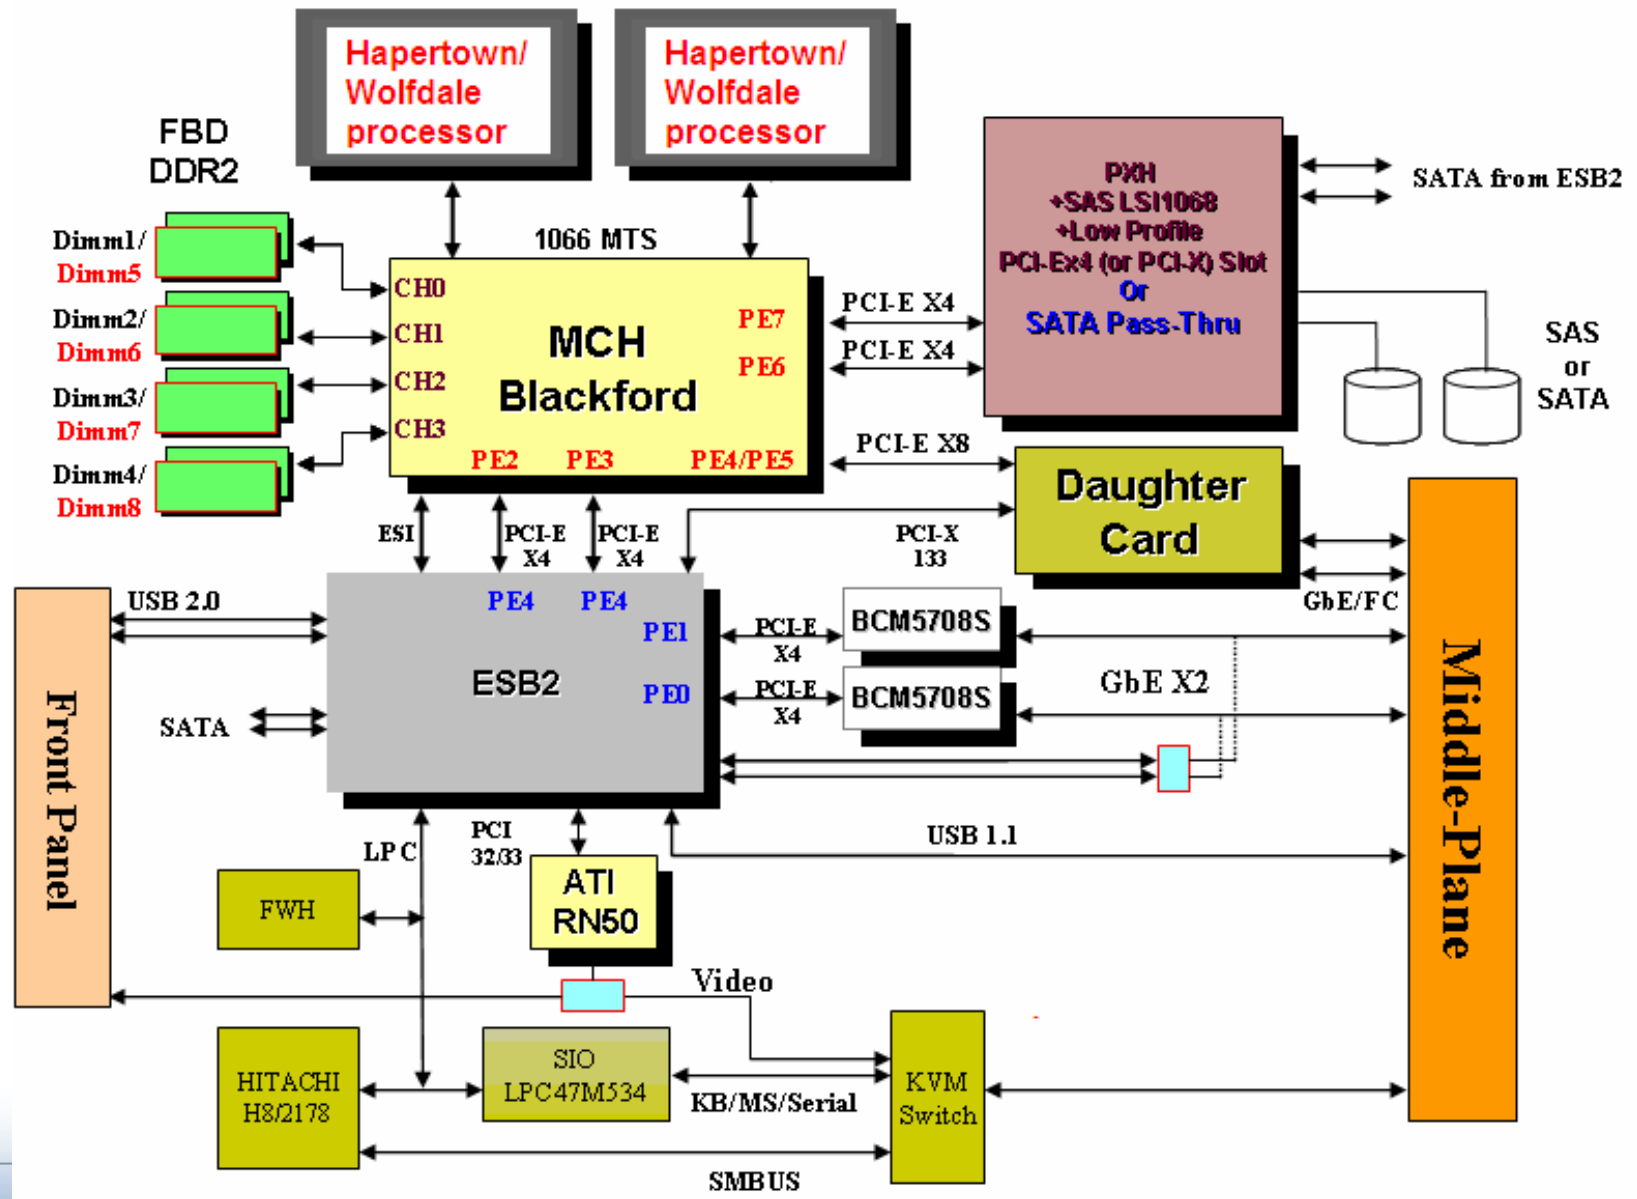 Hapertown/
Wolfdale
processor
Hapertown/
Wolfdale
processor
FBD
DDR2
PXH
+SAS LSI1068
+Low Profile
PCI-Ex4 (or PCI-X) Slot
Or
SATA Pass-Thru
SATA from ESB2
Dimm1/
Dimm5
Dimm2/
Dimm6
Dimm3/
Dimm7
Dimm4/
Dimm8
1066 MTS
CH0
CH1
CH2
CH3
MCH
Blackford
PE7
PE6
PE2
PE3
PE4/PE5
PCI-E X4
PCI-E X4
PCI-E X8
SAS
or
SATA
Daughter
Card
ESI
PCI-E
X4
PCI-E
X4
PCI-X
133
GbE/FC
USB 2.0
PE4
PE4
PE1
PE0
ESB2
SATA
PCI-E
X4
PCI-E
X4
BCM5708S
BCM5708S
GbE X2
Front Panel
Middle-Plane
LPC
PCI
32/33
USB 1.1
FWH
ATI
RN50
Video
HITACHI
H8/2178
SIO
LPC47M534
KB/MS/Serial
KVM
Switch
SMBUS